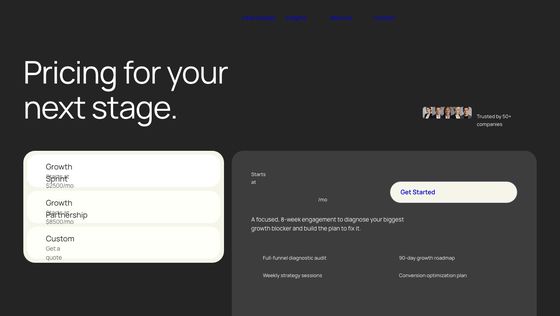 Pricing for your
next stage.
Trusted by 50+
companies
Growth
Sprint
$2500/mo
Growth
Partnership
$8500/mo
Custom
Get a
quote
Starts
at
/mo
Get Started
A focused, 8-week engagement to diagnose your biggest
growth blocker and build the plan to fix it.
Full-funnel diagnostic audit
90-day growth roadmap
Weekly strategy sessions
Conversion optimization plan